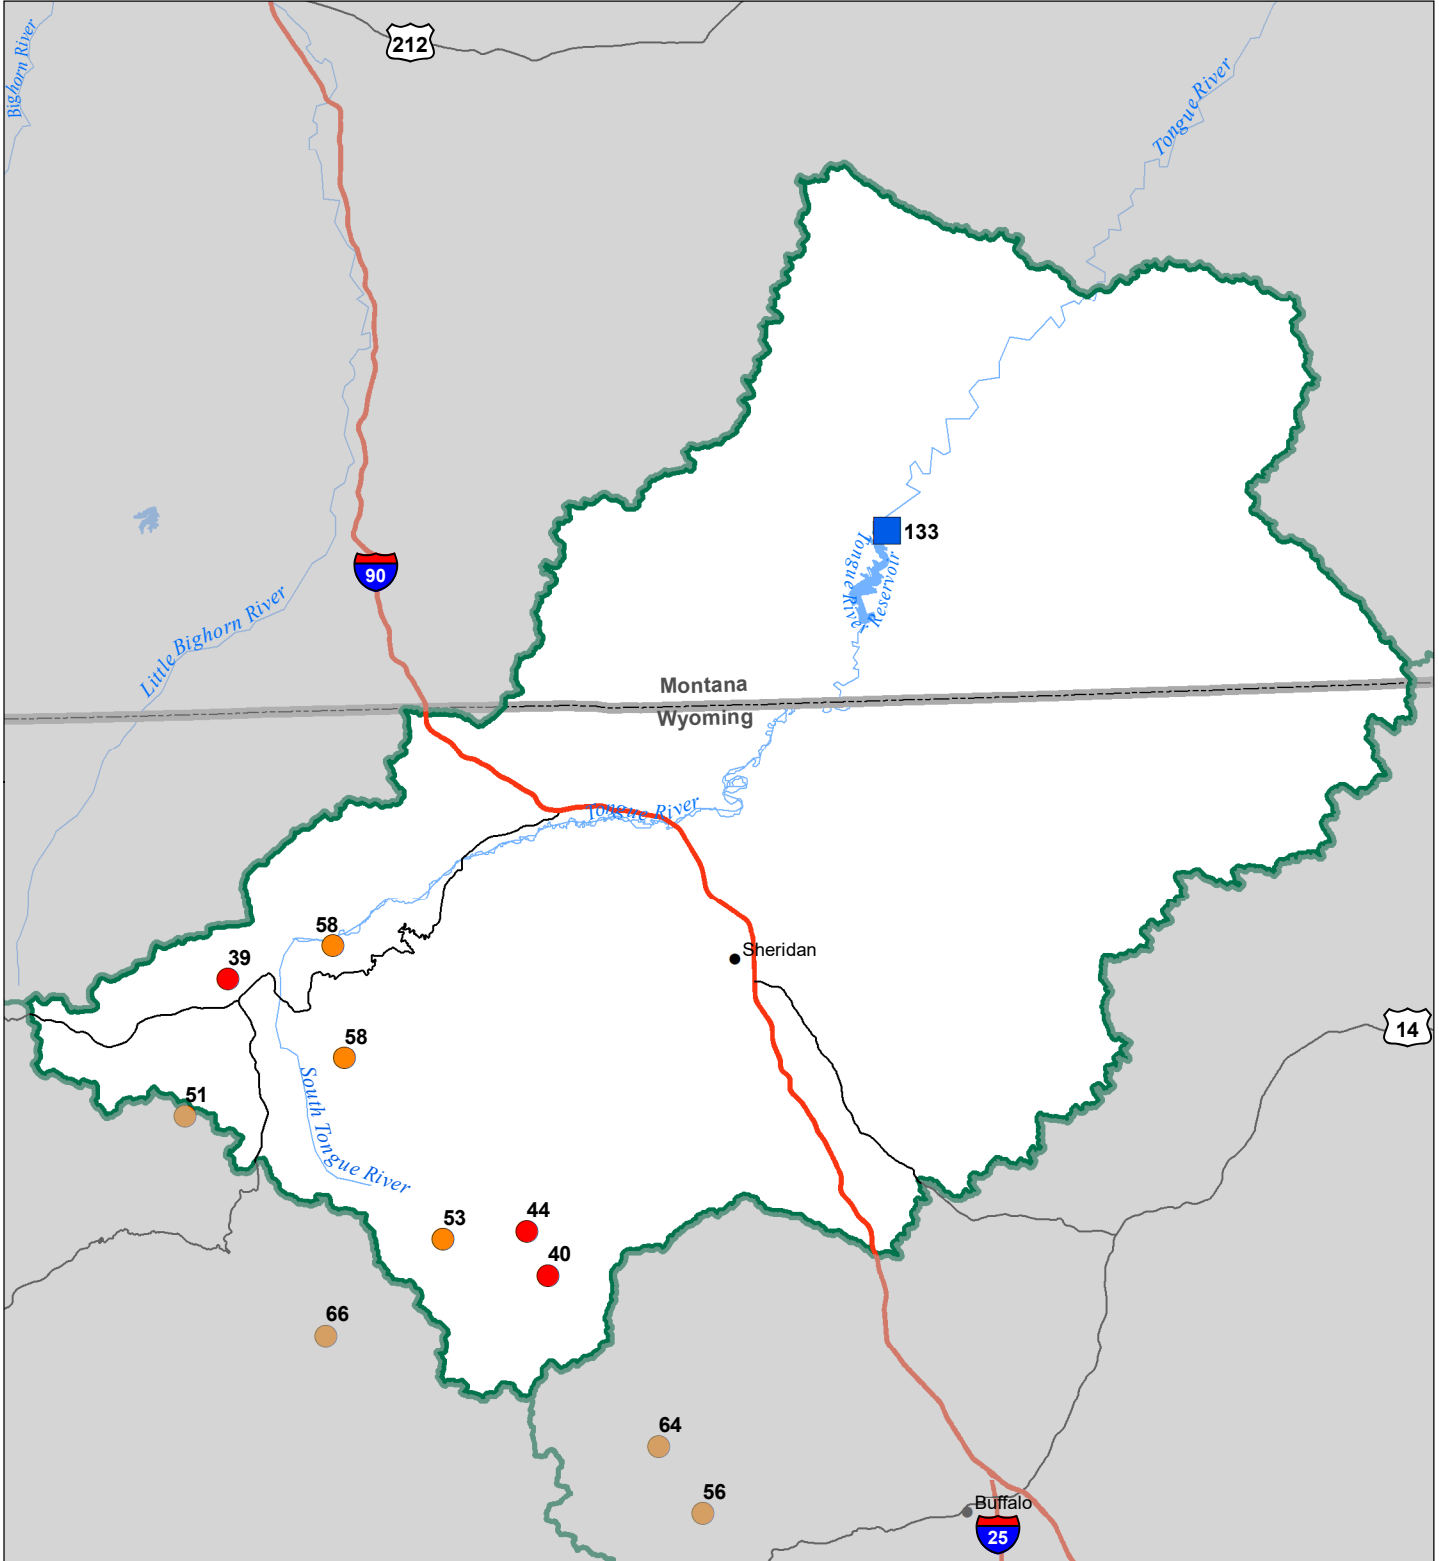 212
Bighorn River
Tongue River
133
Tongue River
Reservoir
90
Little Bighorn River
Montana
Wyoming
Tongue River
58
Sheridan
39
14
58
51
South Tongue River
44
53
40
66
64
56
Buffalo
25